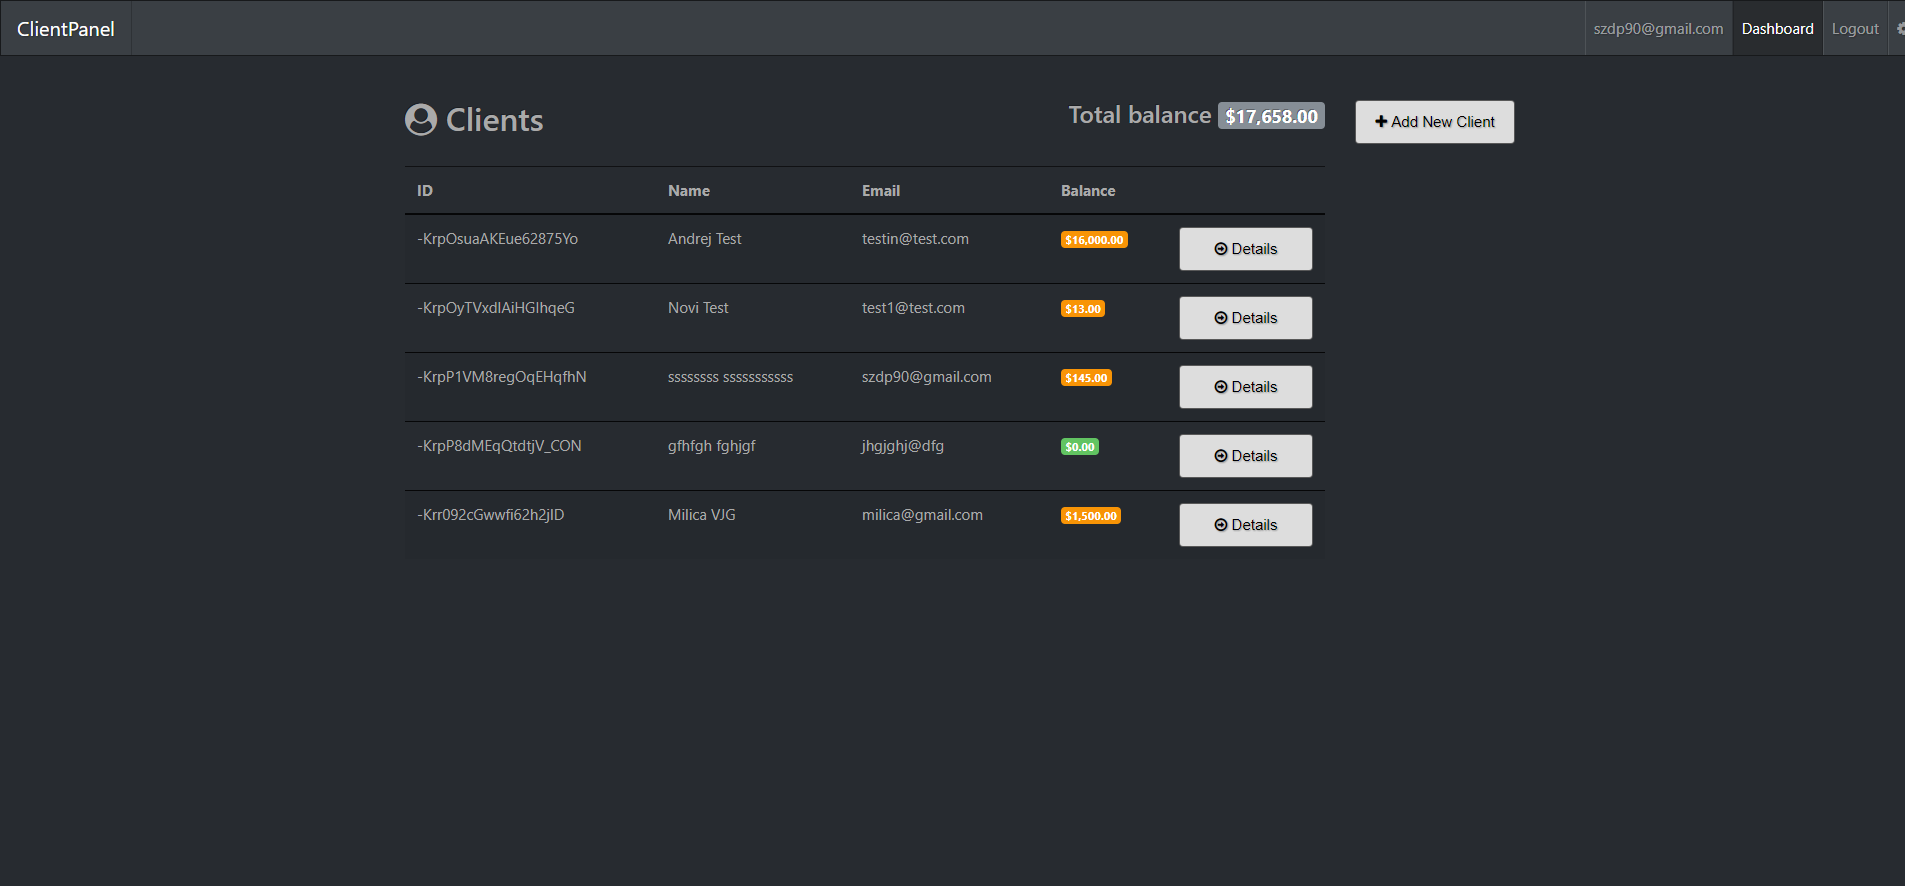 ClientPanel szdp90@gmail.com Dashboard Logout
Clients Total balance $17,658.00 Add New Client
ID Name Email Balance
-KrpOsuaAKEue62875Yo Andrej Test testin@test.com $16,000.00 Details
-KrpOyTVxdIAiHGIhqeG Novi Test test1@test.com $13.00 Details
-KrpP1VM8regOqEHqfhN ssssssss sssssssssss szdp90@gmail.com $145.00 Details
-KrpP8dMEqQtdtjV_CON gfhfgh fghjgf jhgjghj@dfg $0.00 Details
-Krr092cGwwfi62h2jID Milica VJG milica@gmail.com $1,500.00 Details